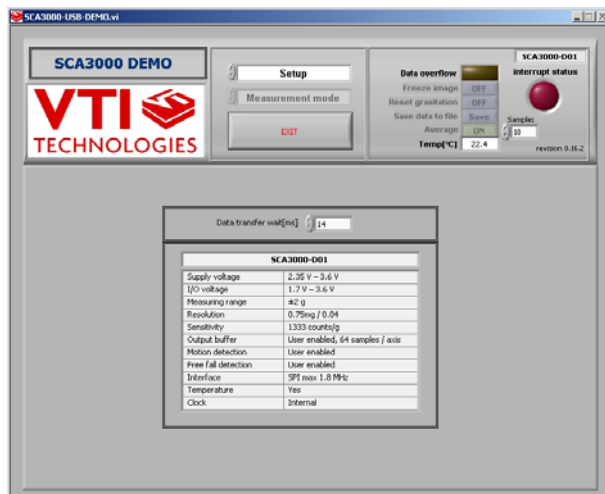 SCA3000-USB-DEMO.vi
SCA3000 DEMO
VTI
TECHNOLOGIES
Setup
Measurement mode
EXIT
SCA3000-D01
Data overflow
interrupt status
Freeze image OFF
Reset gravitation OFF
Save data to file Save
Average ON
Samples
10
Temp[°C] 22.4
revision 0.16.2
Data transfer wait[ms] 14
SCA3000-D01
Supply voltage 2.35 V – 3.6 V
I/O voltage 1.7 V – 3.6 V
Measuring range ±2 g
Resolution 0.75mg / 0.04
Sensitivity 1333 counts/g
Output buffer User enabled, 64 samples / axis
Motion detection User enabled
Free fall detection User enabled
Interface SPI max 1.8 MHz
Temperature Yes
Clock Internal